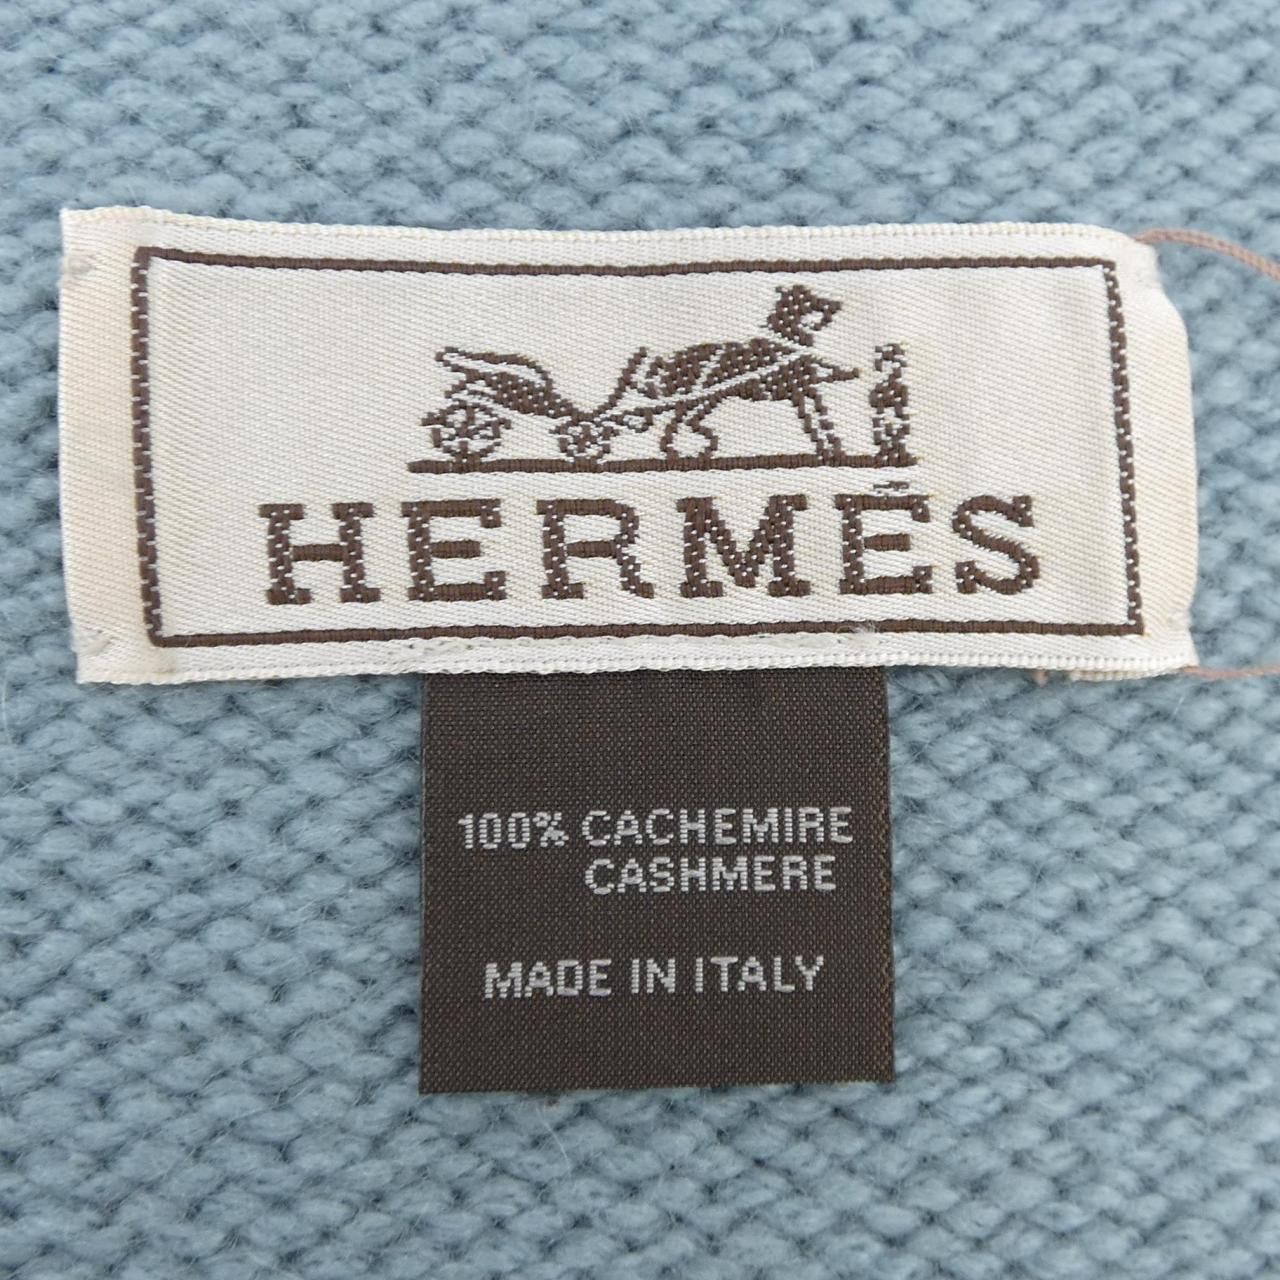 HERMÈS
100% CACHEMIRE
CASHMERE
MADE IN ITALY